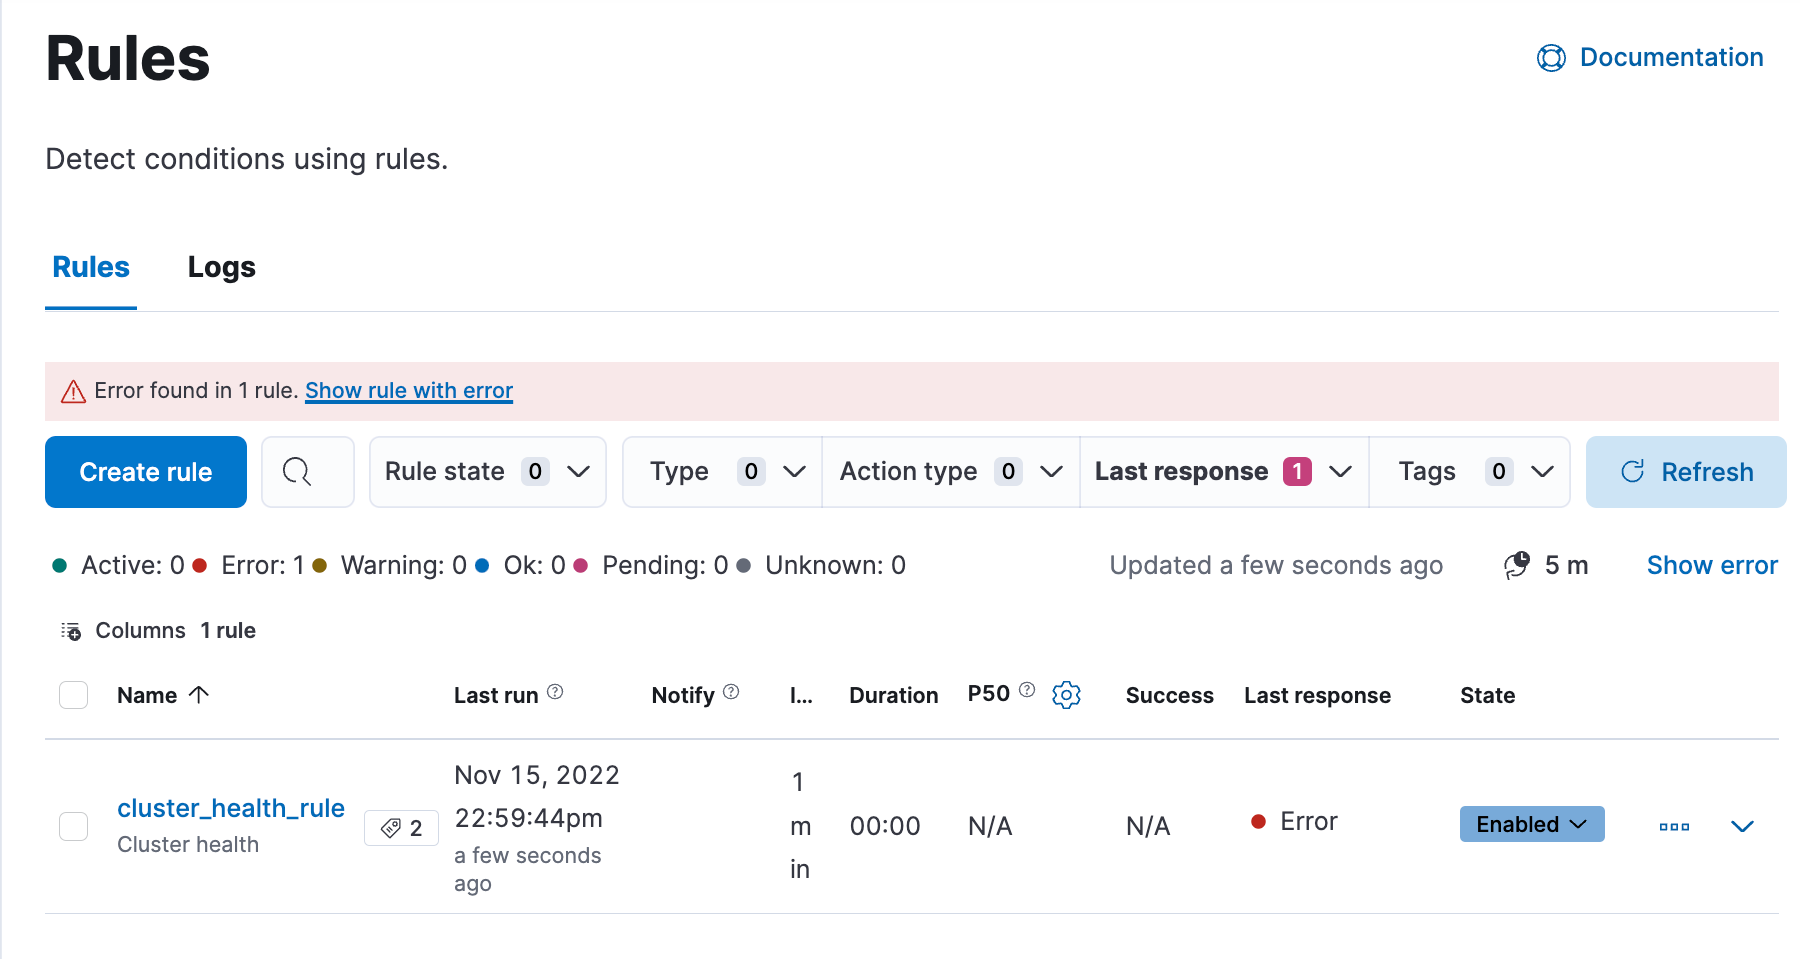 Rules
Documentation
Detect conditions using rules.
Rules Logs
Error found in 1 rule. Show rule with error
Create rule Rule state 0 Type 0 Action type 0 Last response 1 Tags 0 Refresh
Active: 0 Error: 1 Warning: 0 Ok: 0 Pending: 0 Unknown: 0 Updated a few seconds ago 5 m Show error
Columns 1 rule
Name Last run Notify I... Duration P50 Success Last response State
cluster_health_rule
Cluster health
2
Nov 15, 2022
22:59:44pm
a few seconds
ago
1
m
in
00:00 N/A N/A Error Enabled